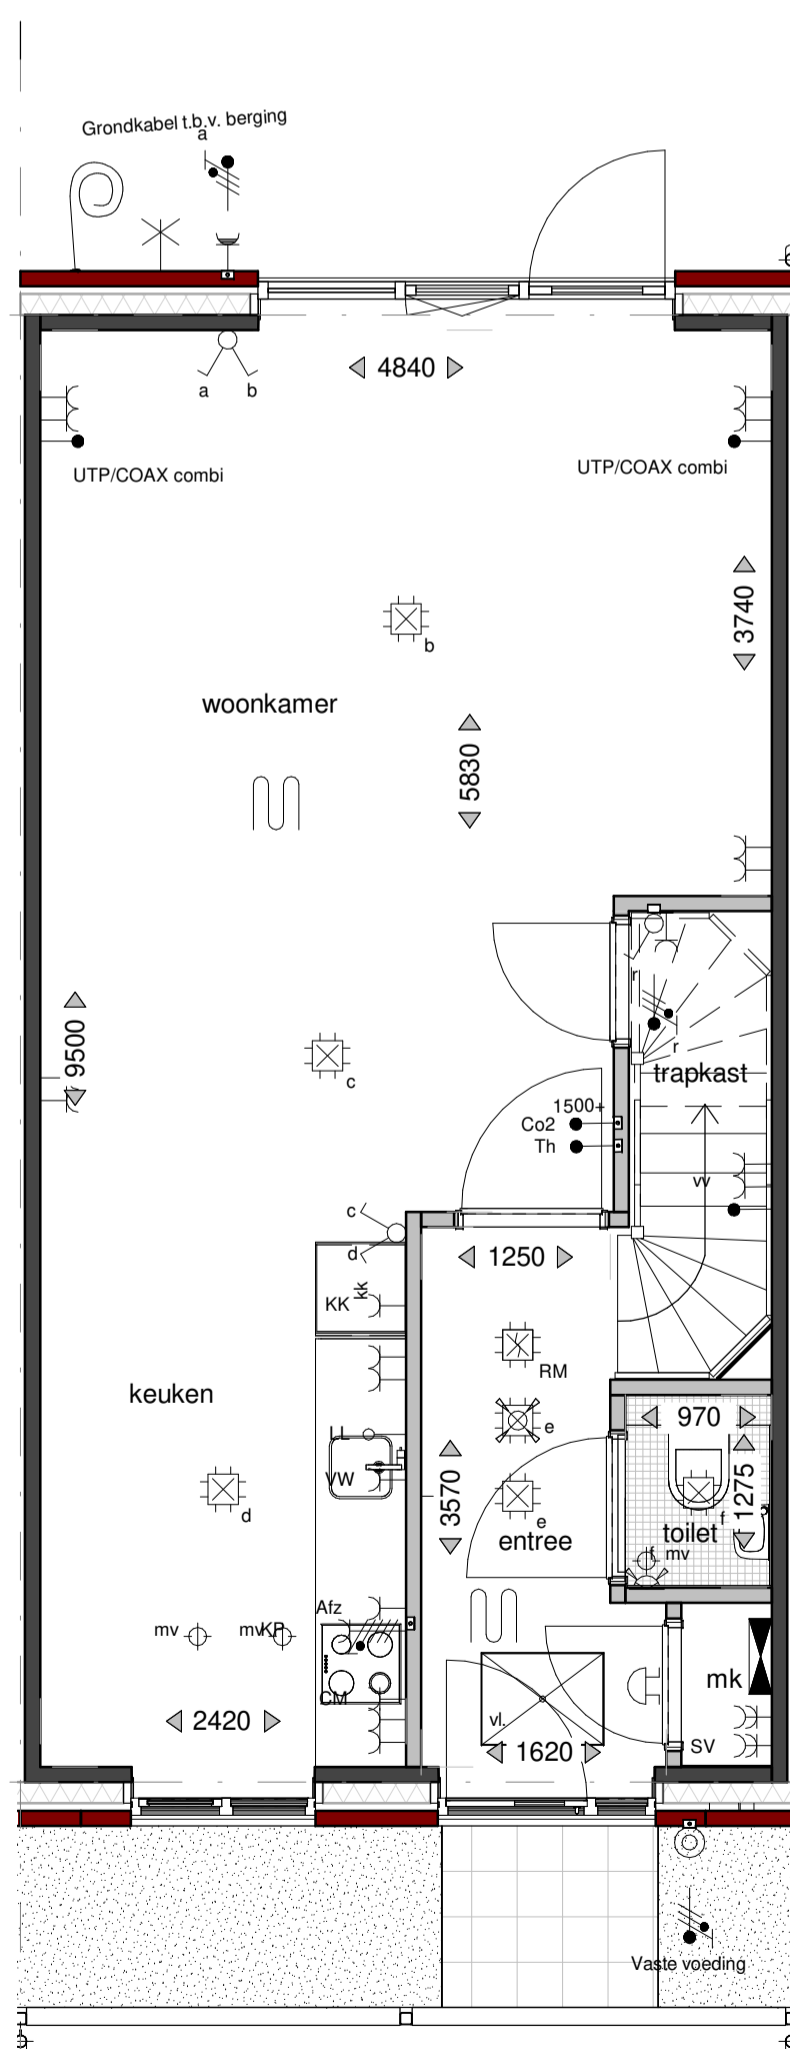 Grondkabel t.b.v. berging
a
4840
a
b
UTP/COAX combi
UTP/COAX combi
3740
b
woonkamer
5830
9500
c
r
r
trapkast
1500+
Co2
Th
vv
c
d
1250
KK
kk
RM
keuken
970
e
LL
VW
d
3570
1275
e
entree
f
toilet
f
mv
Afz
mv
mv
KP
CM
mk
vl.
2420
1620
SV
Vaste voeding